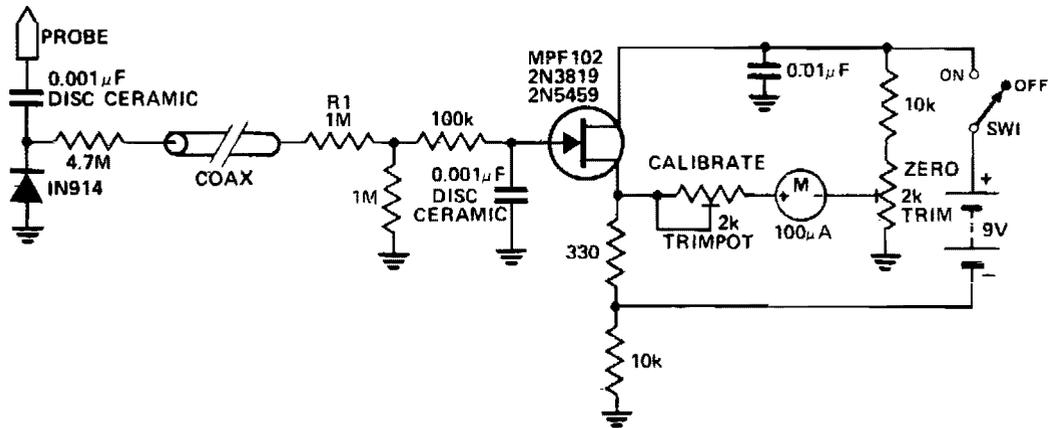 PROBE
0.001µF
DISC CERAMIC
4.7M
IN914
COAX
R1
1M
1M
100k
0.001µF
DISC
CERAMIC
MPF102
2N3819
2N5459
0.01µF
10k
ON
OFF
SW1
CALIBRATE
2k
TRIMPOT
+
M
−
100µA
ZERO
2k
TRIM
+
9V
−
330
10k